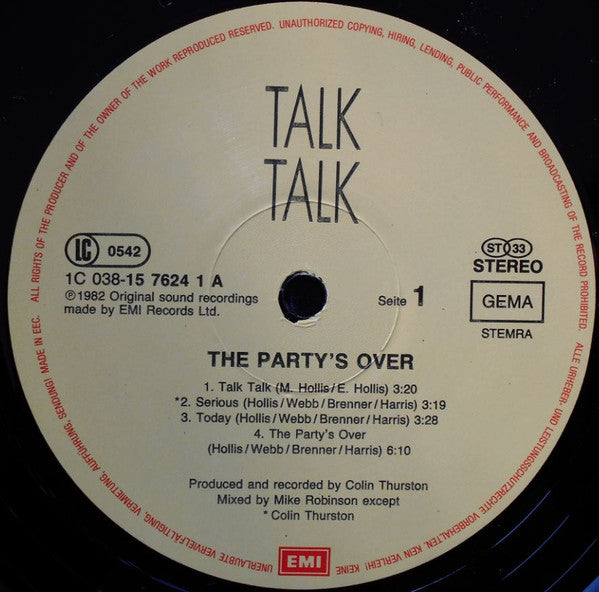 ALL RIGHTS OF THE PRODUCER AND OF THE OWNER OF THE WORK REPRODUCED RESERVED. UNAUTHORIZED COPYING, HIRING, LENDING, PUBLIC PERFORMANCE AND BROADCASTING OF THE RECORD PROHIBITED.
ALLE URHEBER- UND LEISTUNGSSCHUTZRECHTE VORBEHALTEN. KEIN VERLEIH! KEINE UNERLAUBTE VERVIELFÄLTIGUNG, VERMIETUNG, AUFFÜHRUNG, SENDUNG! MADE IN EEC.
TALK
TALK
LC 0542
1C 038-15 7624 1 A
℗1982 Original sound recordings
made by EMI Records Ltd.
Seite 1
ST 33
STEREO
GEMA
STEMRA
THE PARTY'S OVER
1. Talk Talk (M. Hollis/E. Hollis) 3:20
*2. Serious (Hollis/Webb/Brenner/Harris) 3:19
3. Today (Hollis/Webb/Brenner/Harris) 3:28
4. The Party's Over
(Hollis/Webb/Brenner/Harris) 6:10
Produced and recorded by Colin Thurston
Mixed by Mike Robinson except
* Colin Thurston
EMI